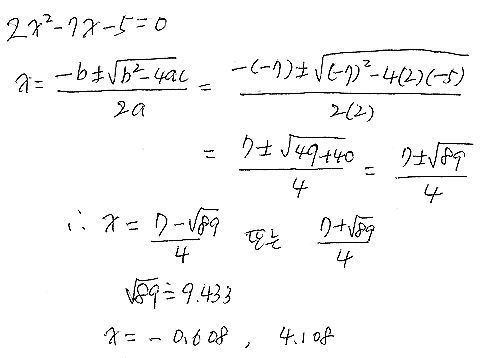 2x²-7x-5=0
x = (-b±√(b²-4ac))/(2a) = (-(-7)±√((-7)²-4(2)(-5)))/(2(2))
= (7±√(49+40))/4 = (7±√89)/4
∴ x = (7-√89)/4 또는 (7+√89)/4
√89≒9.433
x = -0.608 , 4.108